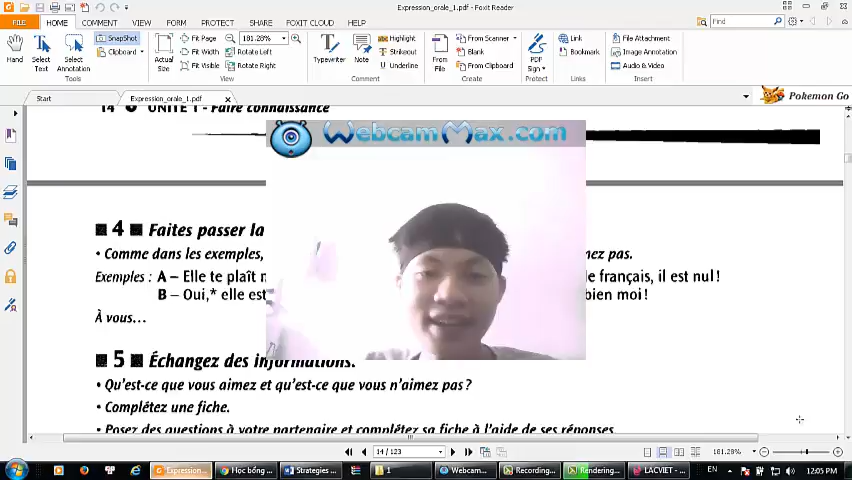 Expression_orale_1.pdf - Foxit Reader
FILE HOME COMMENT VIEW FORM PROTECT SHARE FOXIT CLOUD HELP
Find
Hand
Select Text
Select Annotation
SnapShot
Clipboard
Tools
Actual Size
Fit Page
Fit Width
Fit Visible
181.28%
Rotate Left
Rotate Right
View
Typewriter
Note
Highlight
Strikeout
Underline
Comment
From File
From Scanner
Blank
From Clipboard
Create
PDF Sign
Protect
Link
Bookmark
Links
File Attachment
Image Annotation
Audio & Video
Insert
Start Expression_orale_1.pdf
Pokemon Go
14 UNITE 1 - Faire connaissance
WebcamMax.com
4 Faites passer la
• Comme dans les exemples, mez pas.
Exemples : A – Elle te plaît le français, il est nul !
B – Oui,* elle est bien moi !
À vous...
5 Échangez des informations.
• Qu'est-ce que vous aimez et qu'est-ce que vous n'aimez pas ?
• Complétez une fiche.
• Posez des questions à votre partenaire et complétez sa fiche à l'aide de ses réponses.
14 / 123
181.28%
Expression... Học bổng ... Strategies ... 1 Webcam... Recording... Rendering... LACVIET - ... EN 12:05 PM